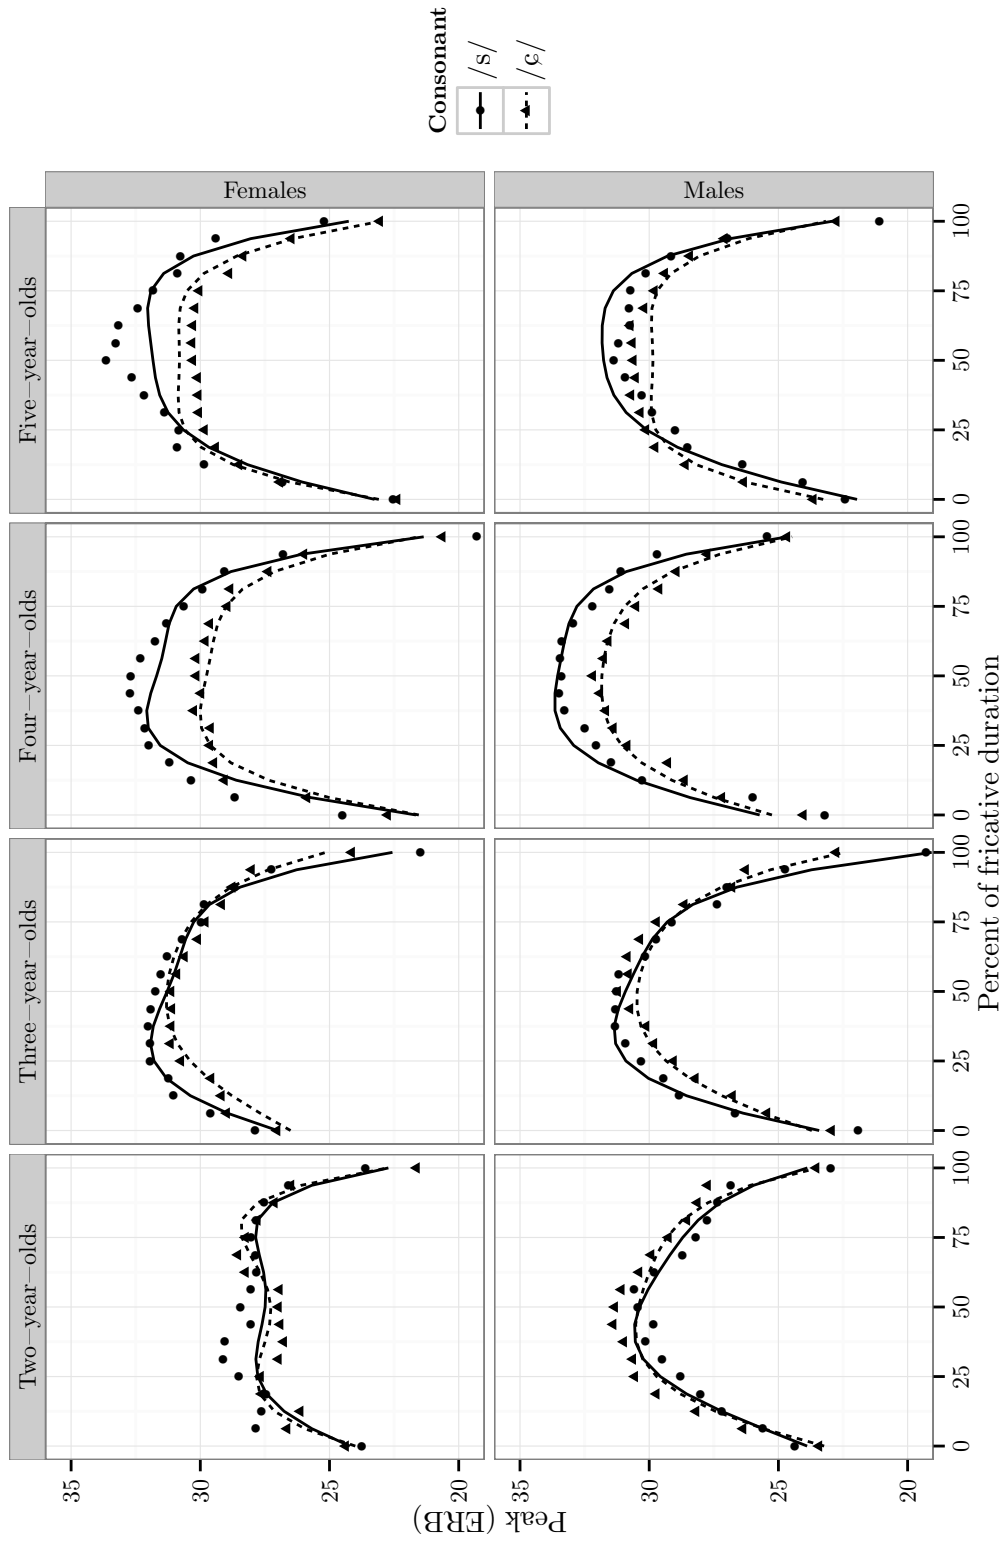 Two−year−olds
Three−year−olds
Four−year−olds
Five−year−olds
Females
Males
35
30
25
20
35
30
25
20
Peak (ERB)
0 25 50 75 100
0 25 50 75 100
0 25 50 75 100
0 25 50 75 100
Percent of fricative duration
Consonant
/s/
/ɕ/